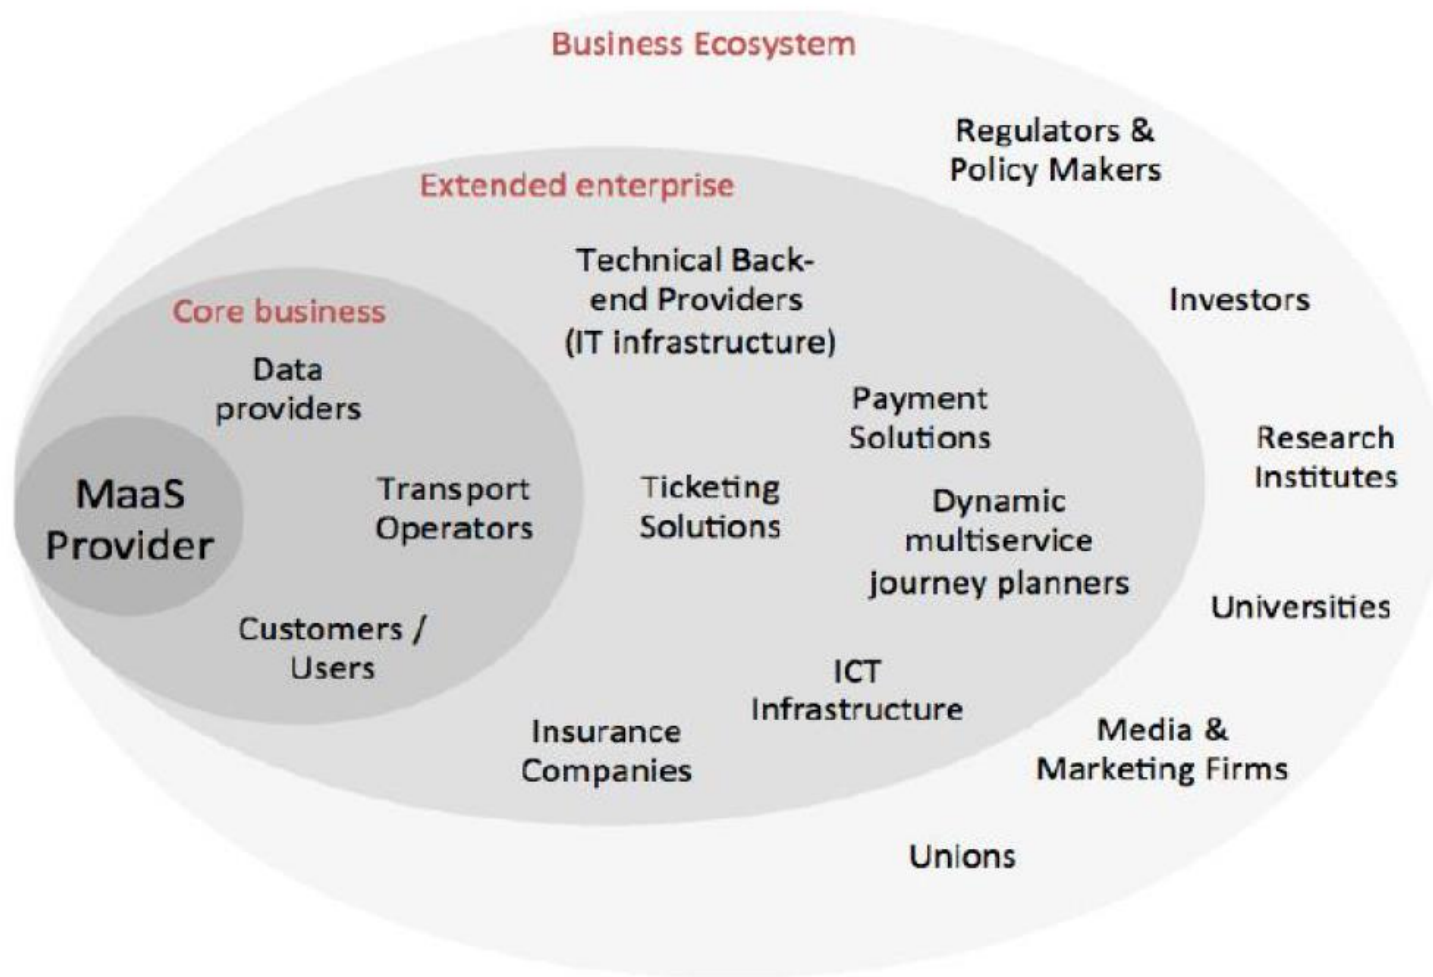 Business Ecosystem
Regulators &
Policy Makers
Extended enterprise
Technical Back-
end Providers
(IT infrastructure)
Investors
Core business
Data
providers
Payment
Solutions
Research
Institutes
MaaS
Provider
Transport
Operators
Ticketing
Solutions
Dynamic
multiservice
journey planners
Universities
Customers /
Users
ICT
Infrastructure
Insurance
Companies
Media &
Marketing Firms
Unions